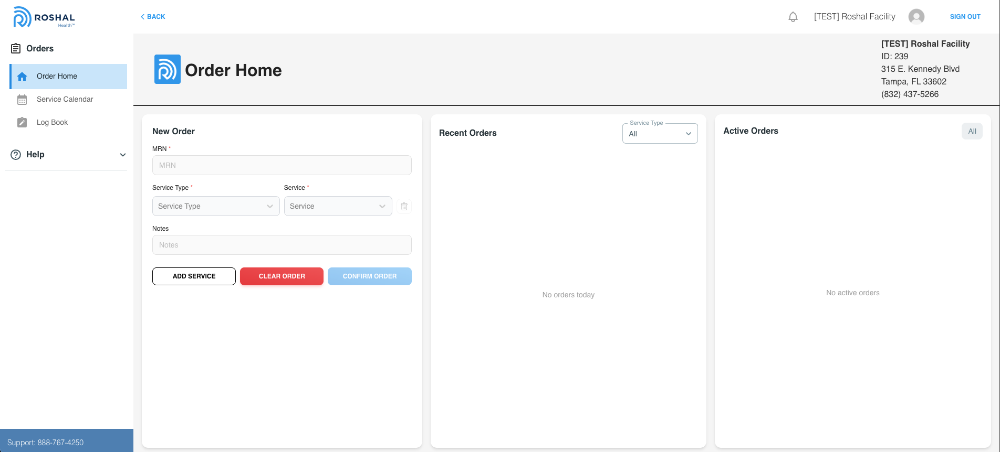 ROSHAL
Health™
BACK
[TEST] Roshal Facility
SIGN OUT
Orders
Order Home
Service Calendar
Log Book
Help
Support: 888-767-4250
Order Home
[TEST] Roshal Facility
ID: 239
315 E. Kennedy Blvd
Tampa, FL 33602
(832) 437-5266
New Order
MRN *
MRN
Service Type *
Service *
Service Type
Service
Notes
Notes
ADD SERVICE
CLEAR ORDER
CONFIRM ORDER
Recent Orders
Service Type
All
No orders today
Active Orders
All
No active orders